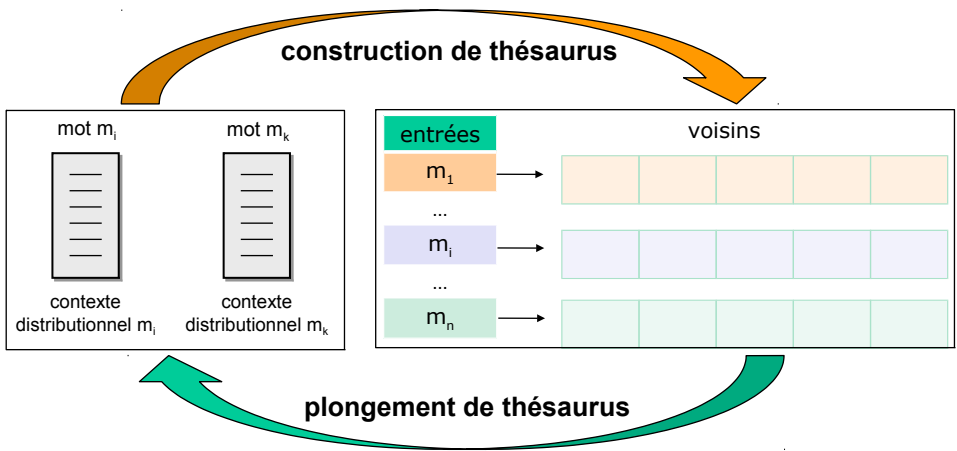 construction de thésaurus
mot mᵢ
mot mₖ
contexte
distributionnel mᵢ
contexte
distributionnel mₖ
entrées
voisins
m₁
...
mᵢ
...
mₙ
plongement de thésaurus